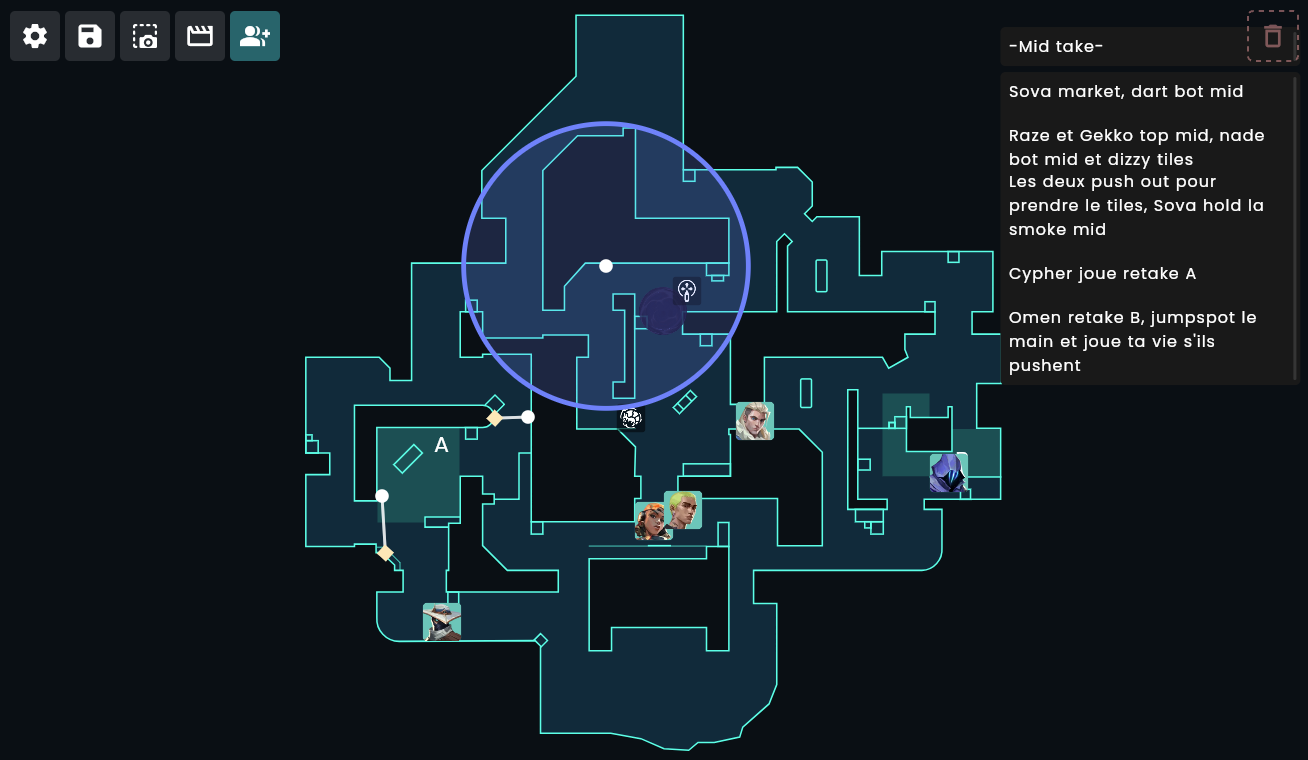 -Mid take-
Sova market, dart bot mid
Raze et Gekko top mid, nade
bot mid et dizzy tiles
Les deux push out pour
prendre le tiles, Sova hold la
smoke mid
Cypher joue retake A
Omen retake B, jumpspot le
main et joue ta vie s'ils
pushent
A